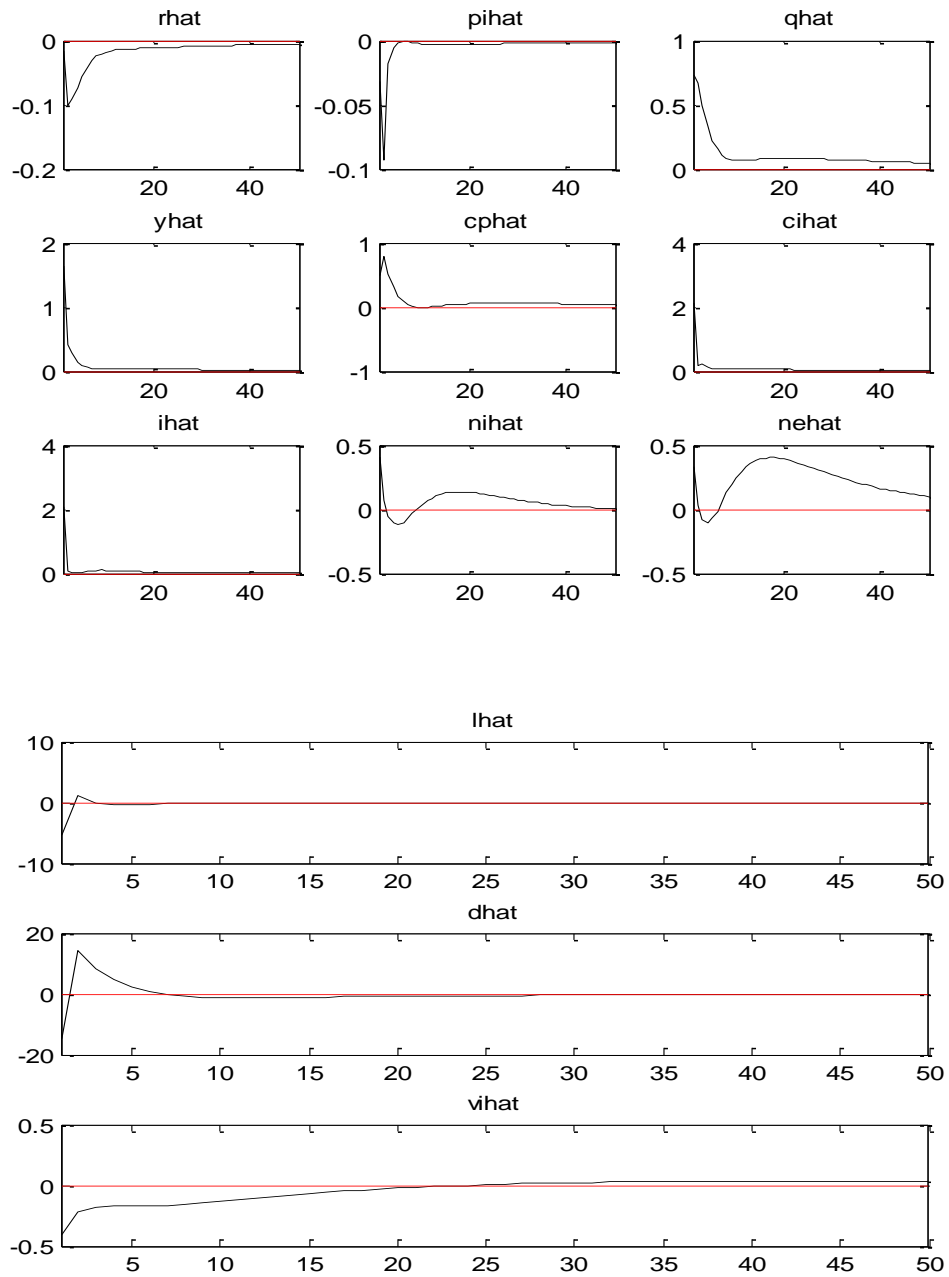 rhat pihat qhat
0 0 1
-0.1 -0.05 0.5
-0.2 -0.1 0
20 40 20 40 20 40
yhat cphat cihat
2 1 4
1 0 2
0 -1 0
20 40 20 40 20 40
ihat nihat nehat
4 0.5 0.5
2 0 0
0 -0.5 -0.5
20 40 20 40 20 40
lhat
10
0
-10
5 10 15 20 25 30 35 40 45 50
dhat
20
0
-20
5 10 15 20 25 30 35 40 45 50
vihat
0.5
0
-0.5
5 10 15 20 25 30 35 40 45 50